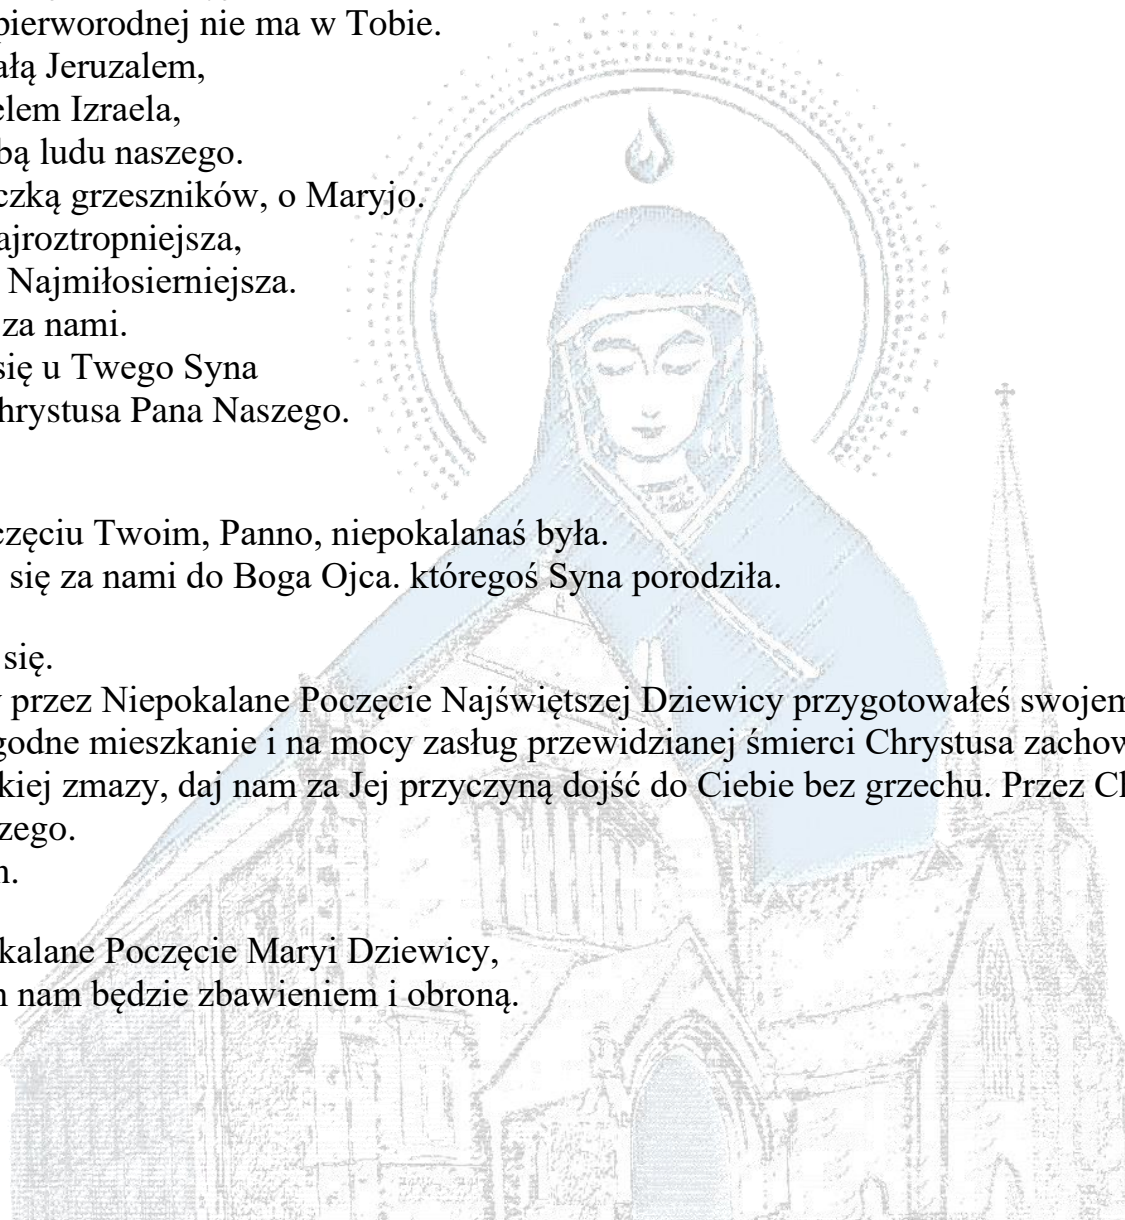 pierworodnej nie ma w Tobie.
ałą Jeruzalem,
elem Izraela,
bą ludu naszego.
czką grzeszników, o Maryjo.
ajroztropniejsza,
Najmiłosierniejsza.
za nami.
się u Twego Syna
hrystusa Pana Naszego.
częciu Twoim, Panno, niepokalanaś była.
się za nami do Boga Ojca. któregoś Syna porodziła.
się.
y przez Niepokalane Poczęcie Najświętszej Dziewicy przygotowałeś swojem
godne mieszkanie i na mocy zasług przewidzianej śmierci Chrystusa zachow
kiej zmazy, daj nam za Jej przyczyną dojść do Ciebie bez grzechu. Przez Ch
zego.
n.
kalane Poczęcie Maryi Dziewicy,
n nam będzie zbawieniem i obroną.